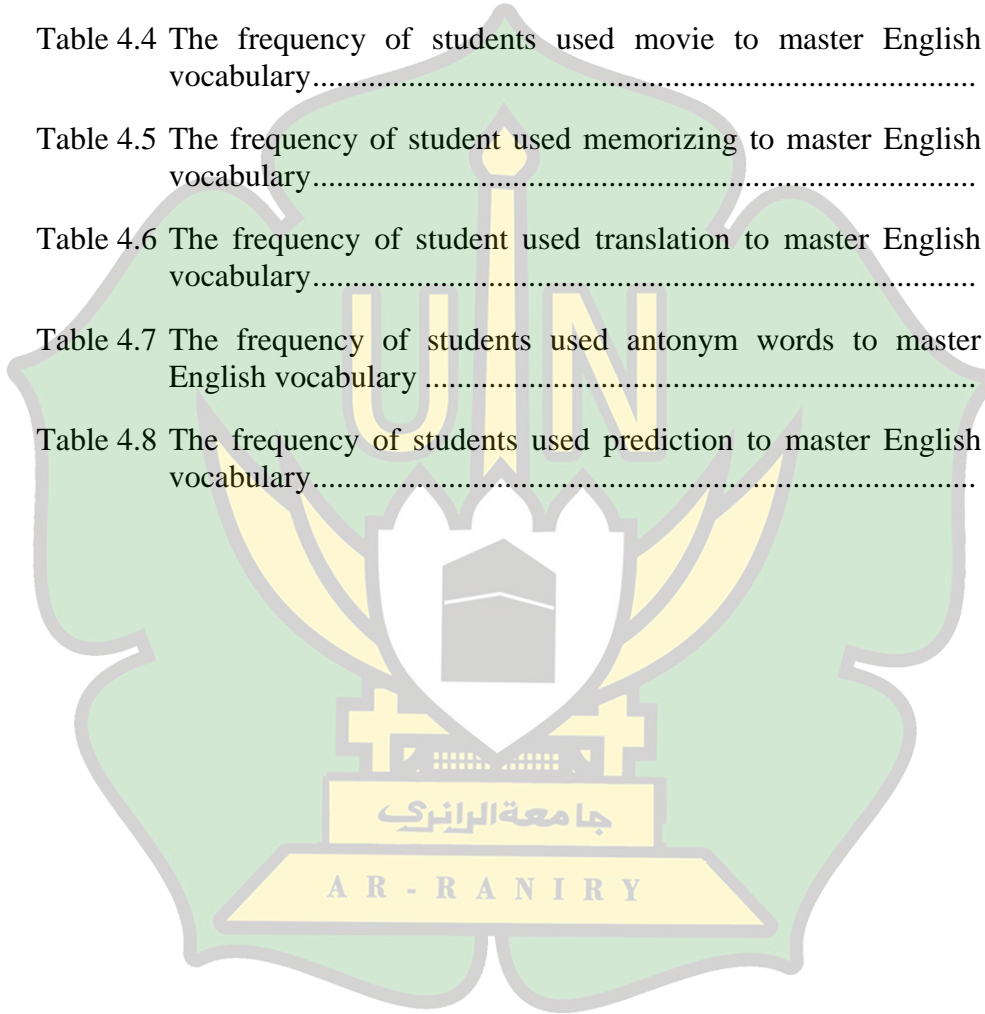 Table 4.4 The frequency of students used movie to master English
vocabulary....................................................................................
Table 4.5 The frequency of student used memorizing to master English
vocabulary....................................................................................
Table 4.6 The frequency of student used translation to master English
vocabulary....................................................................................
Table 4.7 The frequency of students used antonym words to master
English vocabulary ......................................................................
Table 4.8 The frequency of students used prediction to master English
vocabulary....................................................................................
UIN
جامعةالرانري
AR-RANIRY